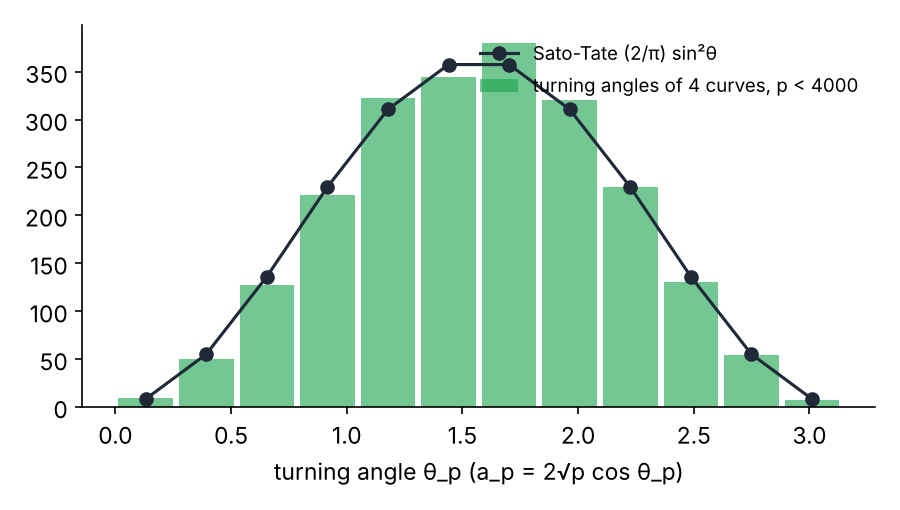 Sato-Tate (2/π) sin²θ
turning angles of 4 curves, p < 4000
350
300
250
200
150
100
50
0
0.0 0.5 1.0 1.5 2.0 2.5 3.0
turning angle θ_p (a_p = 2√p cos θ_p)